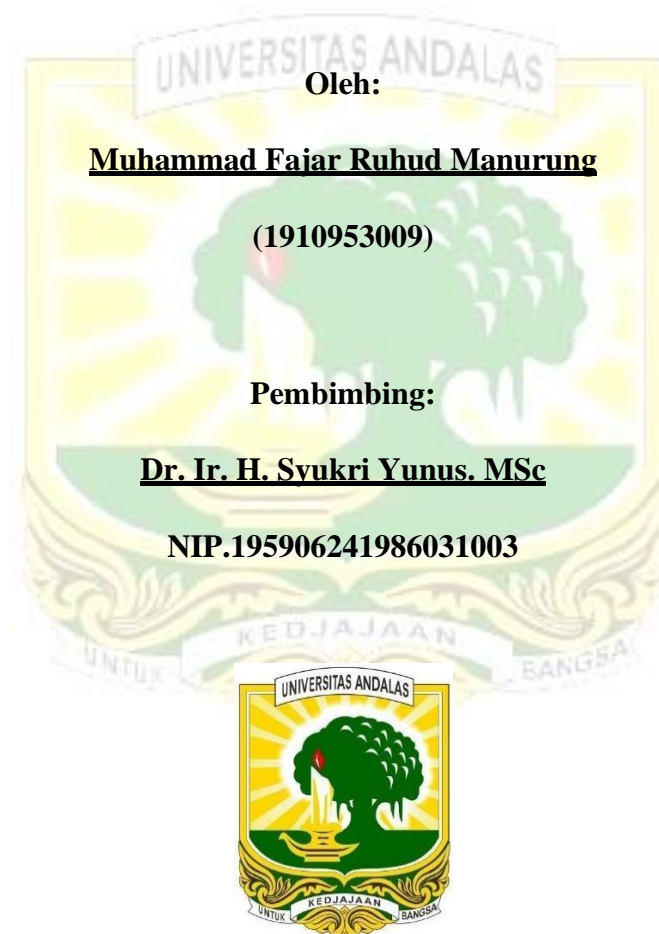 UNIVERSITAS ANDALAS
Oleh:
Muhammad Fajar Ruhud Manurung
(1910953009)
Pembimbing:
Dr. Ir. H. Syukri Yunus. MSc
NIP.195906241986031003
UNTUK KEDJAJAAN BANGSA
UNIVERSITAS ANDALAS
UNTUK KEDJAJAAN BANGSA